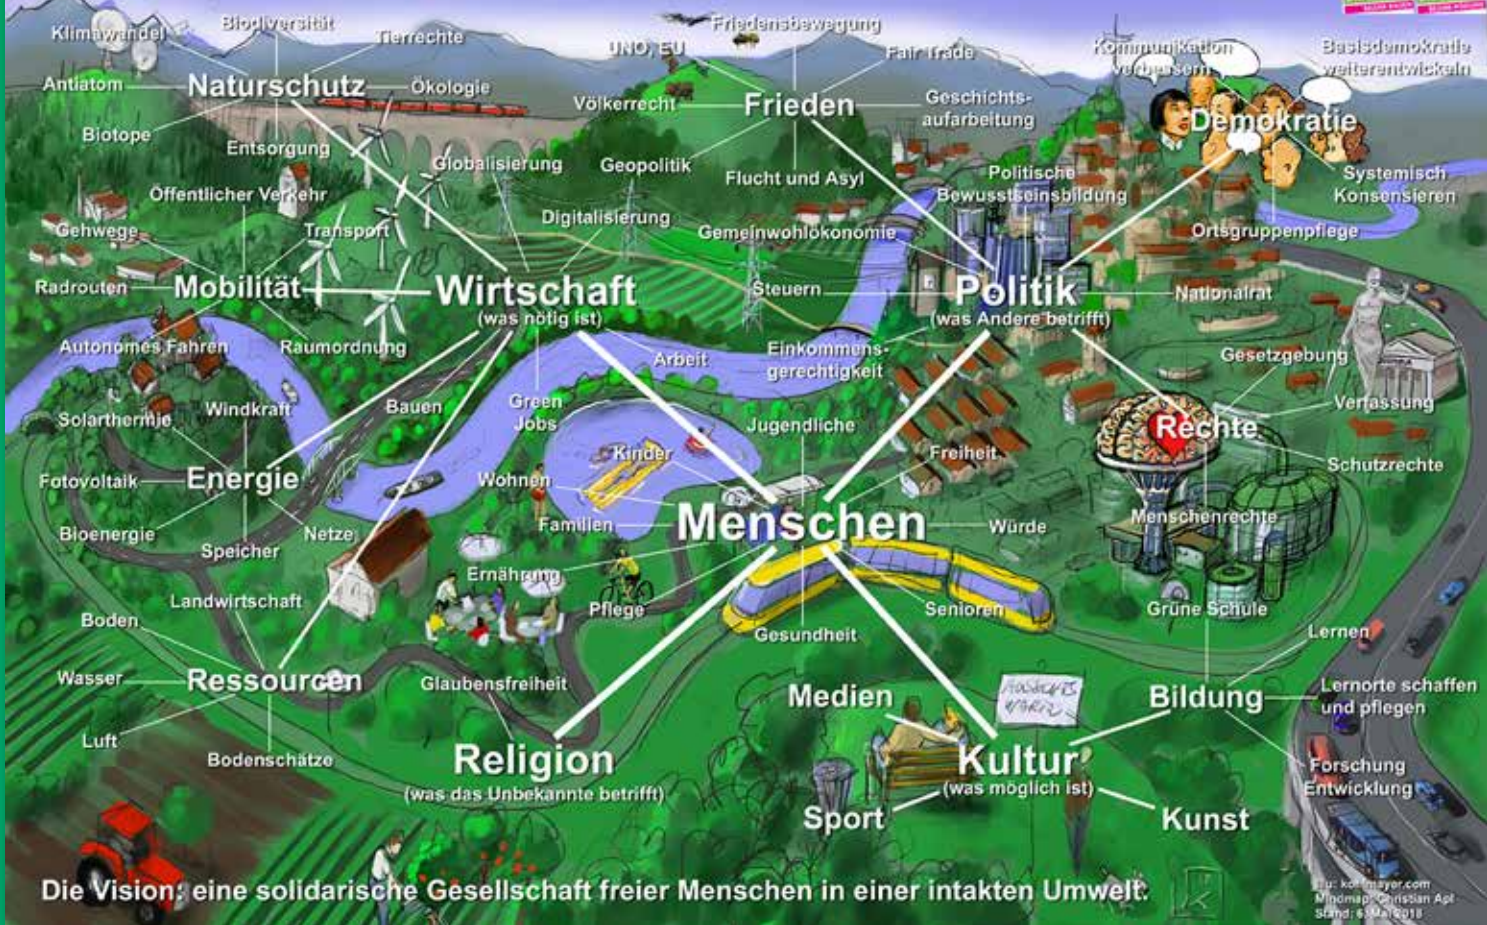 Klimawandel
Biodiversität
Tierrechte
Antiatom
Naturschutz
Ökologie
Biotope
Entsorgung
Friedensbewegung
UNO, EU
Fair Trade
Völkerrecht
Frieden
Geschichts-
aufarbeitung
Geopolitik
Flucht und Asyl
Kommunikation
verbessern
Basisdemokratie
weiterentwickeln
Demokratie
Systemisch
Konsensieren
Ortsgruppenpflege
Politische
Bewusstseinsbildung
Globalisierung
Digitalisierung
Öffentlicher Verkehr
Gehwege
Transport
Radrouten
Mobilität
Autonomes Fahren
Raumordnung
Wirtschaft
(was nötig ist)
Gemeinwohlökonomie
Steuern
Politik
(was Andere betrifft)
Nationalrat
Einkommens-
gerechtigkeit
Arbeit
Green
Jobs
Bauen
Gesetzgebung
Verfassung
Rechte
Schutzrechte
Menschenrechte
Solarthermie
Windkraft
Fotovoltaik
Energie
Bioenergie
Speicher
Netze
Jugendliche
Kinder
Freiheit
Wohnen
Familien
Menschen
Würde
Ernährung
Pflege
Gesundheit
Senioren
Landwirtschaft
Boden
Wasser
Ressourcen
Luft
Bodenschätze
Glaubensfreiheit
Religion
(was das Unbekannte betrifft)
Grüne Schule
Lernen
Medien
Bildung
Lernorte schaffen
und pflegen
Kultur
(was möglich ist)
Forschung
Entwicklung
Sport
Kunst
Die Vision: eine solidarische Gesellschaft freier Menschen in einer intakten Umwelt.
Mindmap: Christian Apl
Stand: 6. Mai 2018